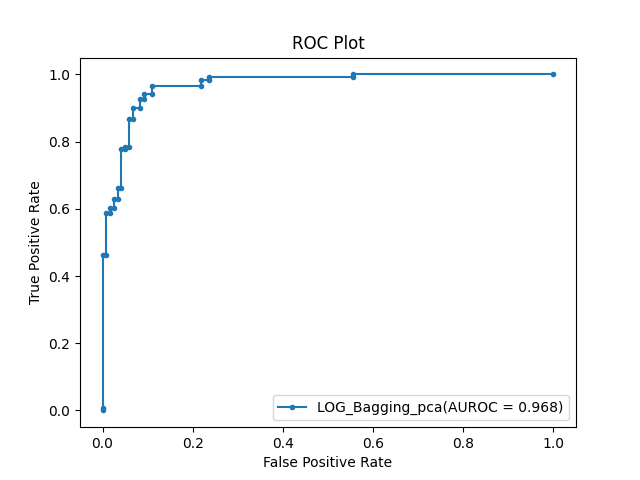 ROC Plot
1.0
0.8
0.6
0.4
0.2
0.0
True Positive Rate
LOG_Bagging_pca(AUROC = 0.968)
0.0 0.2 0.4 0.6 0.8 1.0
False Positive Rate